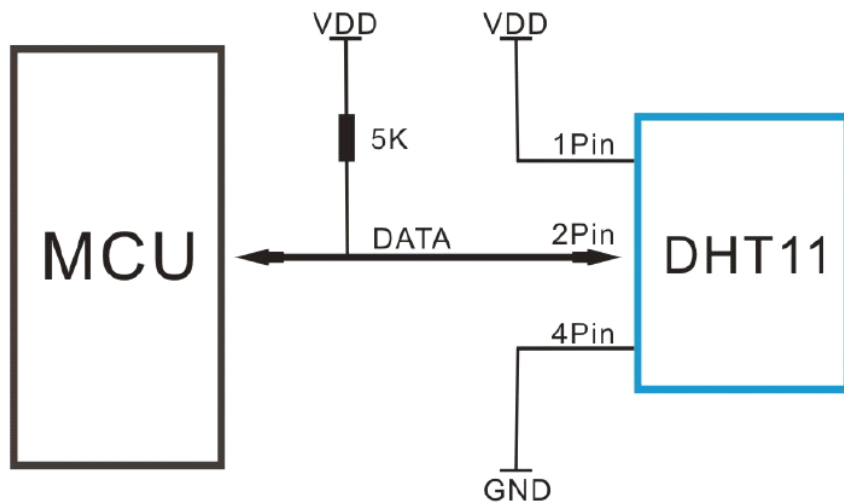 VDD
VDD
5K
1Pin
MCU
DATA
2Pin
DHT11
4Pin
GND